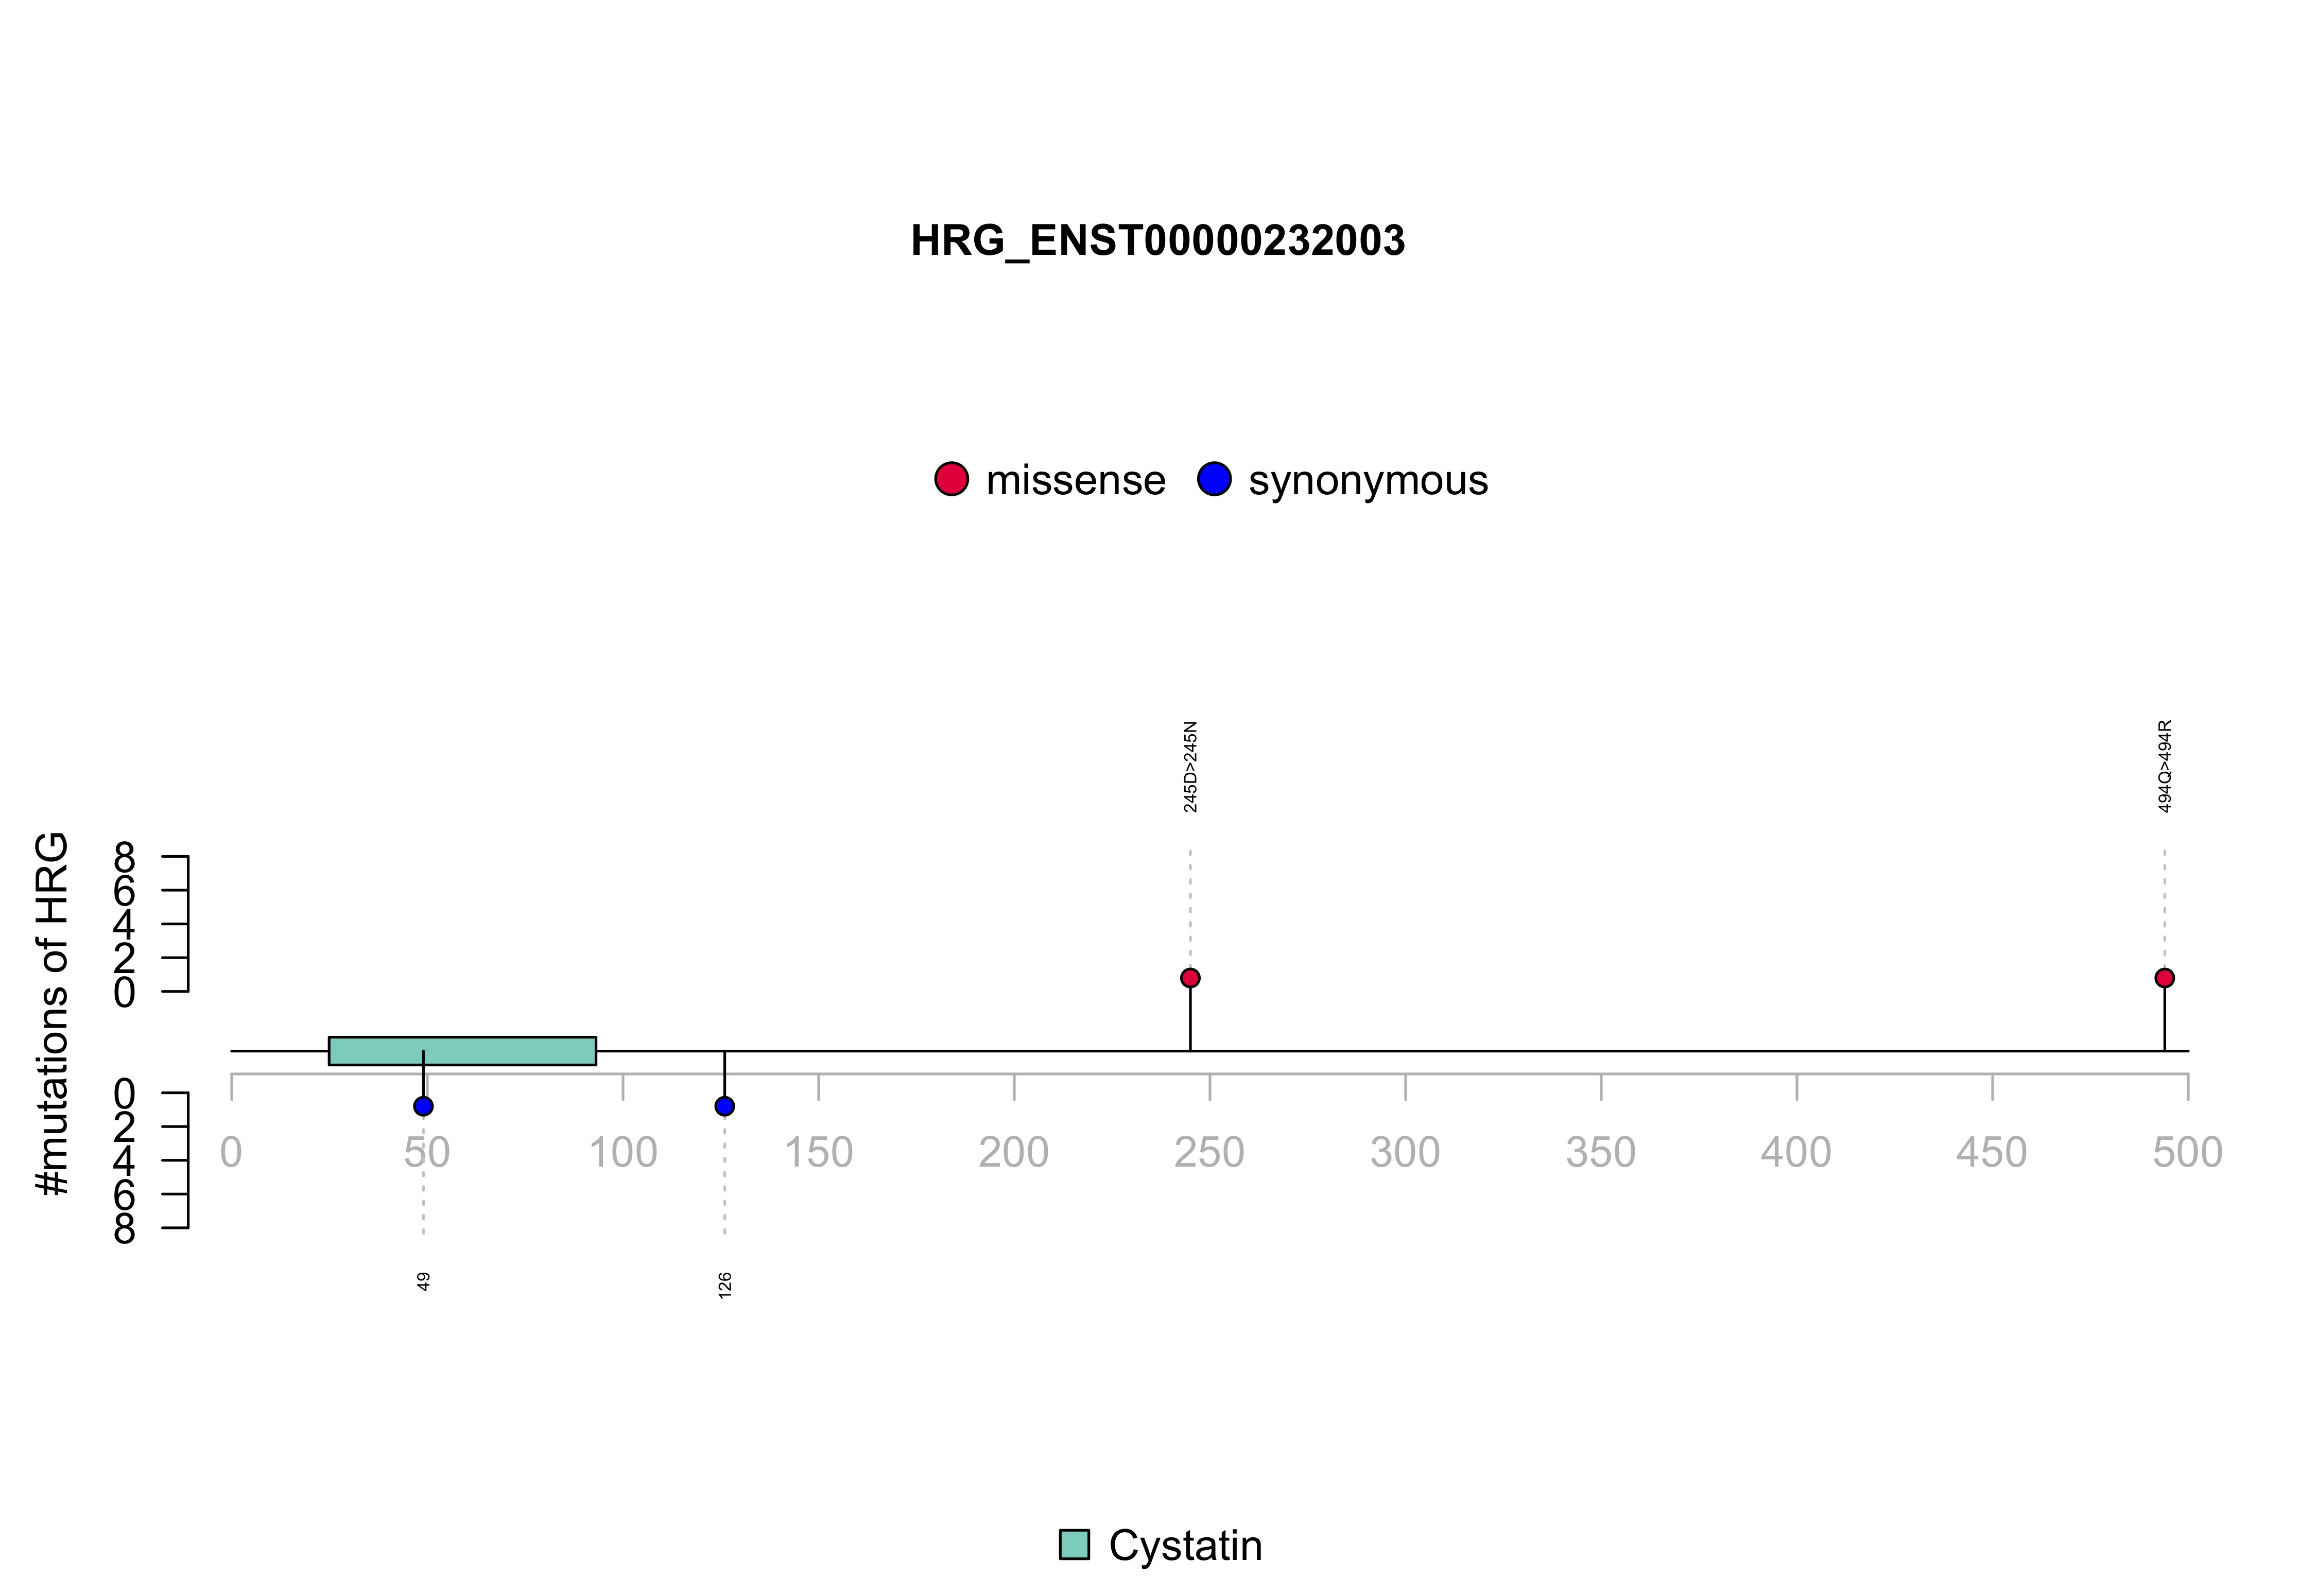 HRG_ENST00000232003
missense
synonymous
245D>245N
494Q>494R
#mutations of HRG
8
6
4
2
0
0
2
4
6
8
0 50 100 150 200 250 300 350 400 450 500
49
126
Cystatin